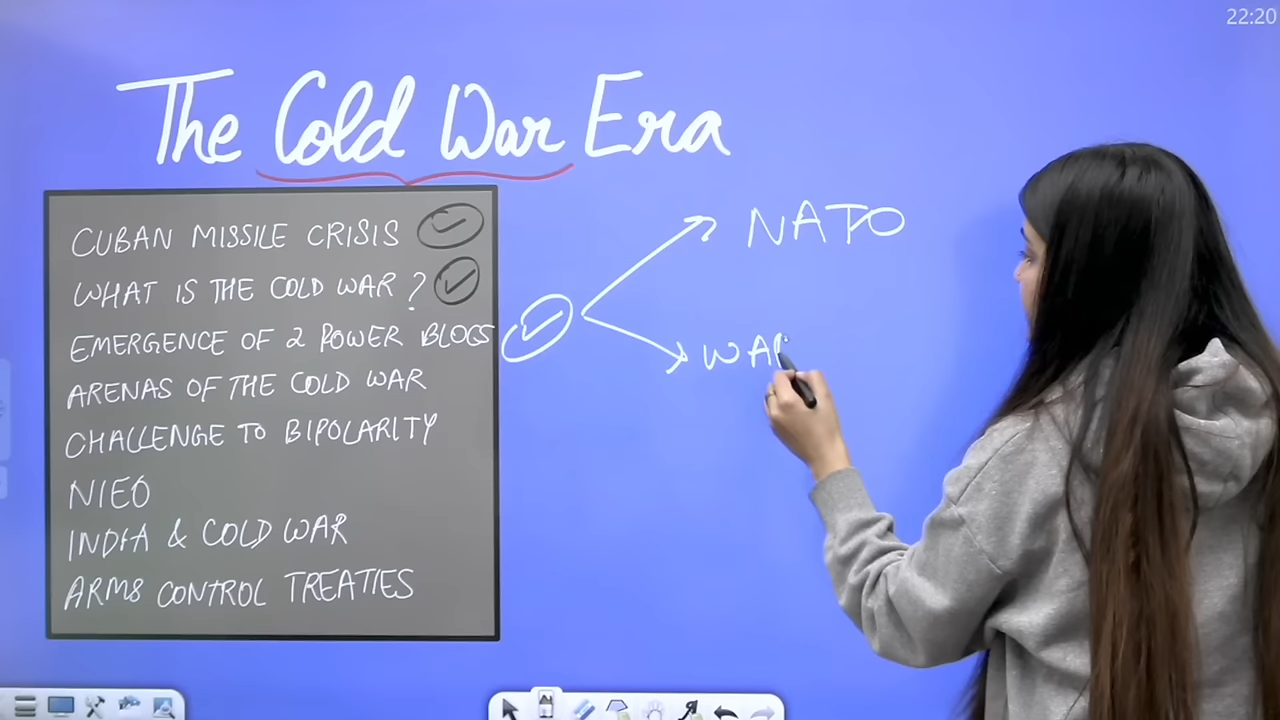 22:20
The Cold War Era
CUBAN MISSILE CRISIS
WHAT IS THE COLD WAR ?
EMERGENCE OF 2 POWER BLOCS
ARENAS OF THE COLD WAR
CHALLENGE TO BIPOLARITY
NIEO
INDIA & COLD WAR
ARMS CONTROL TREATIES
NATO
WAR